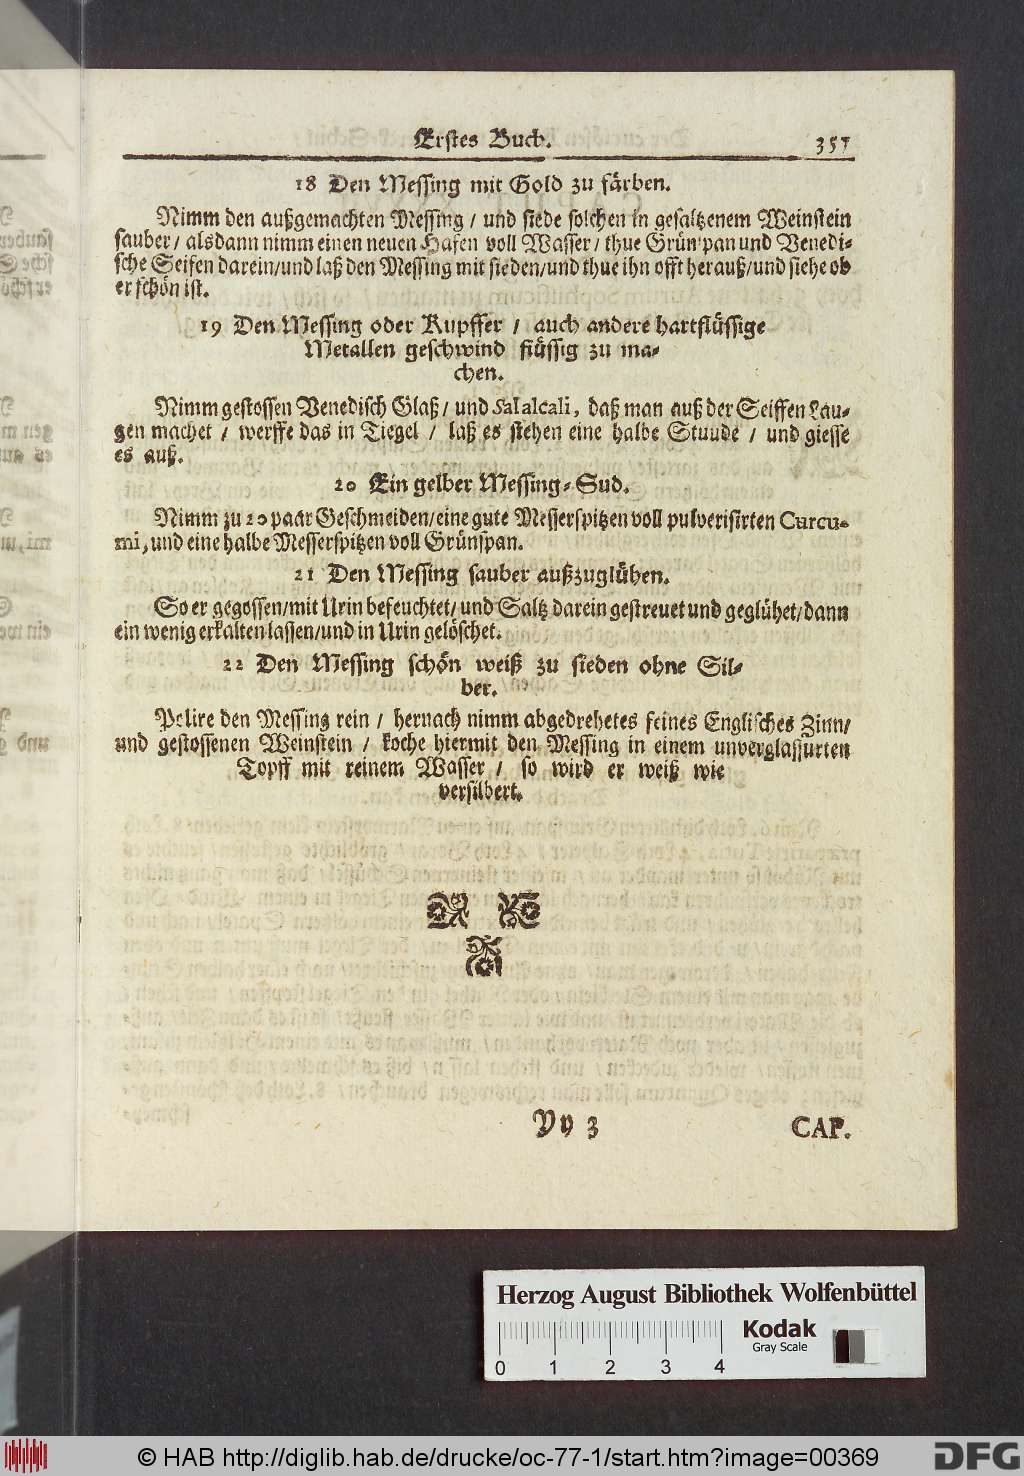 Erstes Buch. 357
18 Den Messing mit Gold zu färben.
Nimm den außgemachten Messing / und siede solchen in gesaltzenem Weinstein
sauber / alsdann nimm einen neuen Hafen voll Wasser / thue Grünspan und Venedi-
sche Seifen darein/und laß den Messing mit sieden/und thue ihn offt herauß/und siehe ob
er schön ist.
19 Den Messing oder Kupffer / auch andere hartflüssige
Metallen geschwind flüssig zu ma-
chen.
Nimm gestossen Venedisch Glaß / und Salalcali, daß man auß der Seiffen Lau-
gen machet / werffe das in Tiegel / laß es stehen eine halbe Stuude / und giesse
es auß.
20 Ein gelber Messing-Sud.
Nimm zu 20 paar Geschmeiden/eine gute Messerspitzen voll pulverisirten Curcu-
mi, und eine halbe Messerspitzen voll Grünspan.
21 Den Messing sauber außzuglühen.
So er gegossen/mit Urin befeuchtet/ und Saltz darein gestreuet und geglühet/dann
ein wenig erkalten lassen/und in Urin gelöschet.
22 Den Messing schön weiß zu sieden ohne Sil-
ber.
Polire den Messing rein / hernach nimm abgedrehetes feines Englisches Zinn/
und gestossenen Weinstein / koche hiermit den Messing in einem unverglassurten
Topff mit reinem Wasser / so wird er weiß wie
versilbert.
Yy 3 CAP.
Herzog August Bibliothek Wolfenbüttel
Kodak
Gray Scale
0 1 2 3 4
© HAB http://diglib.hab.de/drucke/oc-77-1/start.htm?image=00369
DFG